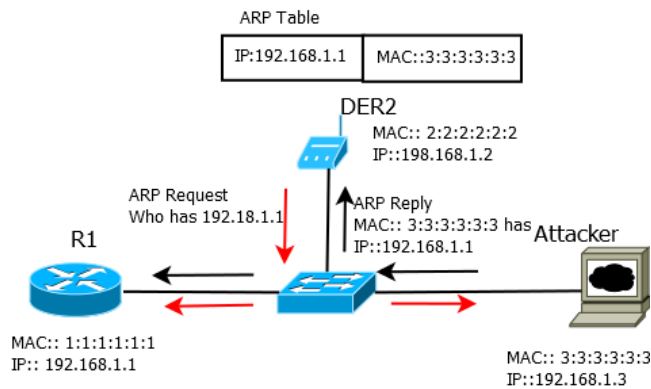 ARP Table
IP:192.168.1.1 MAC::3:3:3:3:3:3
DER2
MAC:: 2:2:2:2:2:2
IP::198.168.1.2
ARP Request
Who has 192.18.1.1
ARP Reply
MAC:: 3:3:3:3:3:3 has
IP::192.168.1.1
R1
Attacker
MAC:: 1:1:1:1:1:1
IP:: 192.168.1.1
MAC:: 3:3:3:3:3:3
IP::192.168.1.3